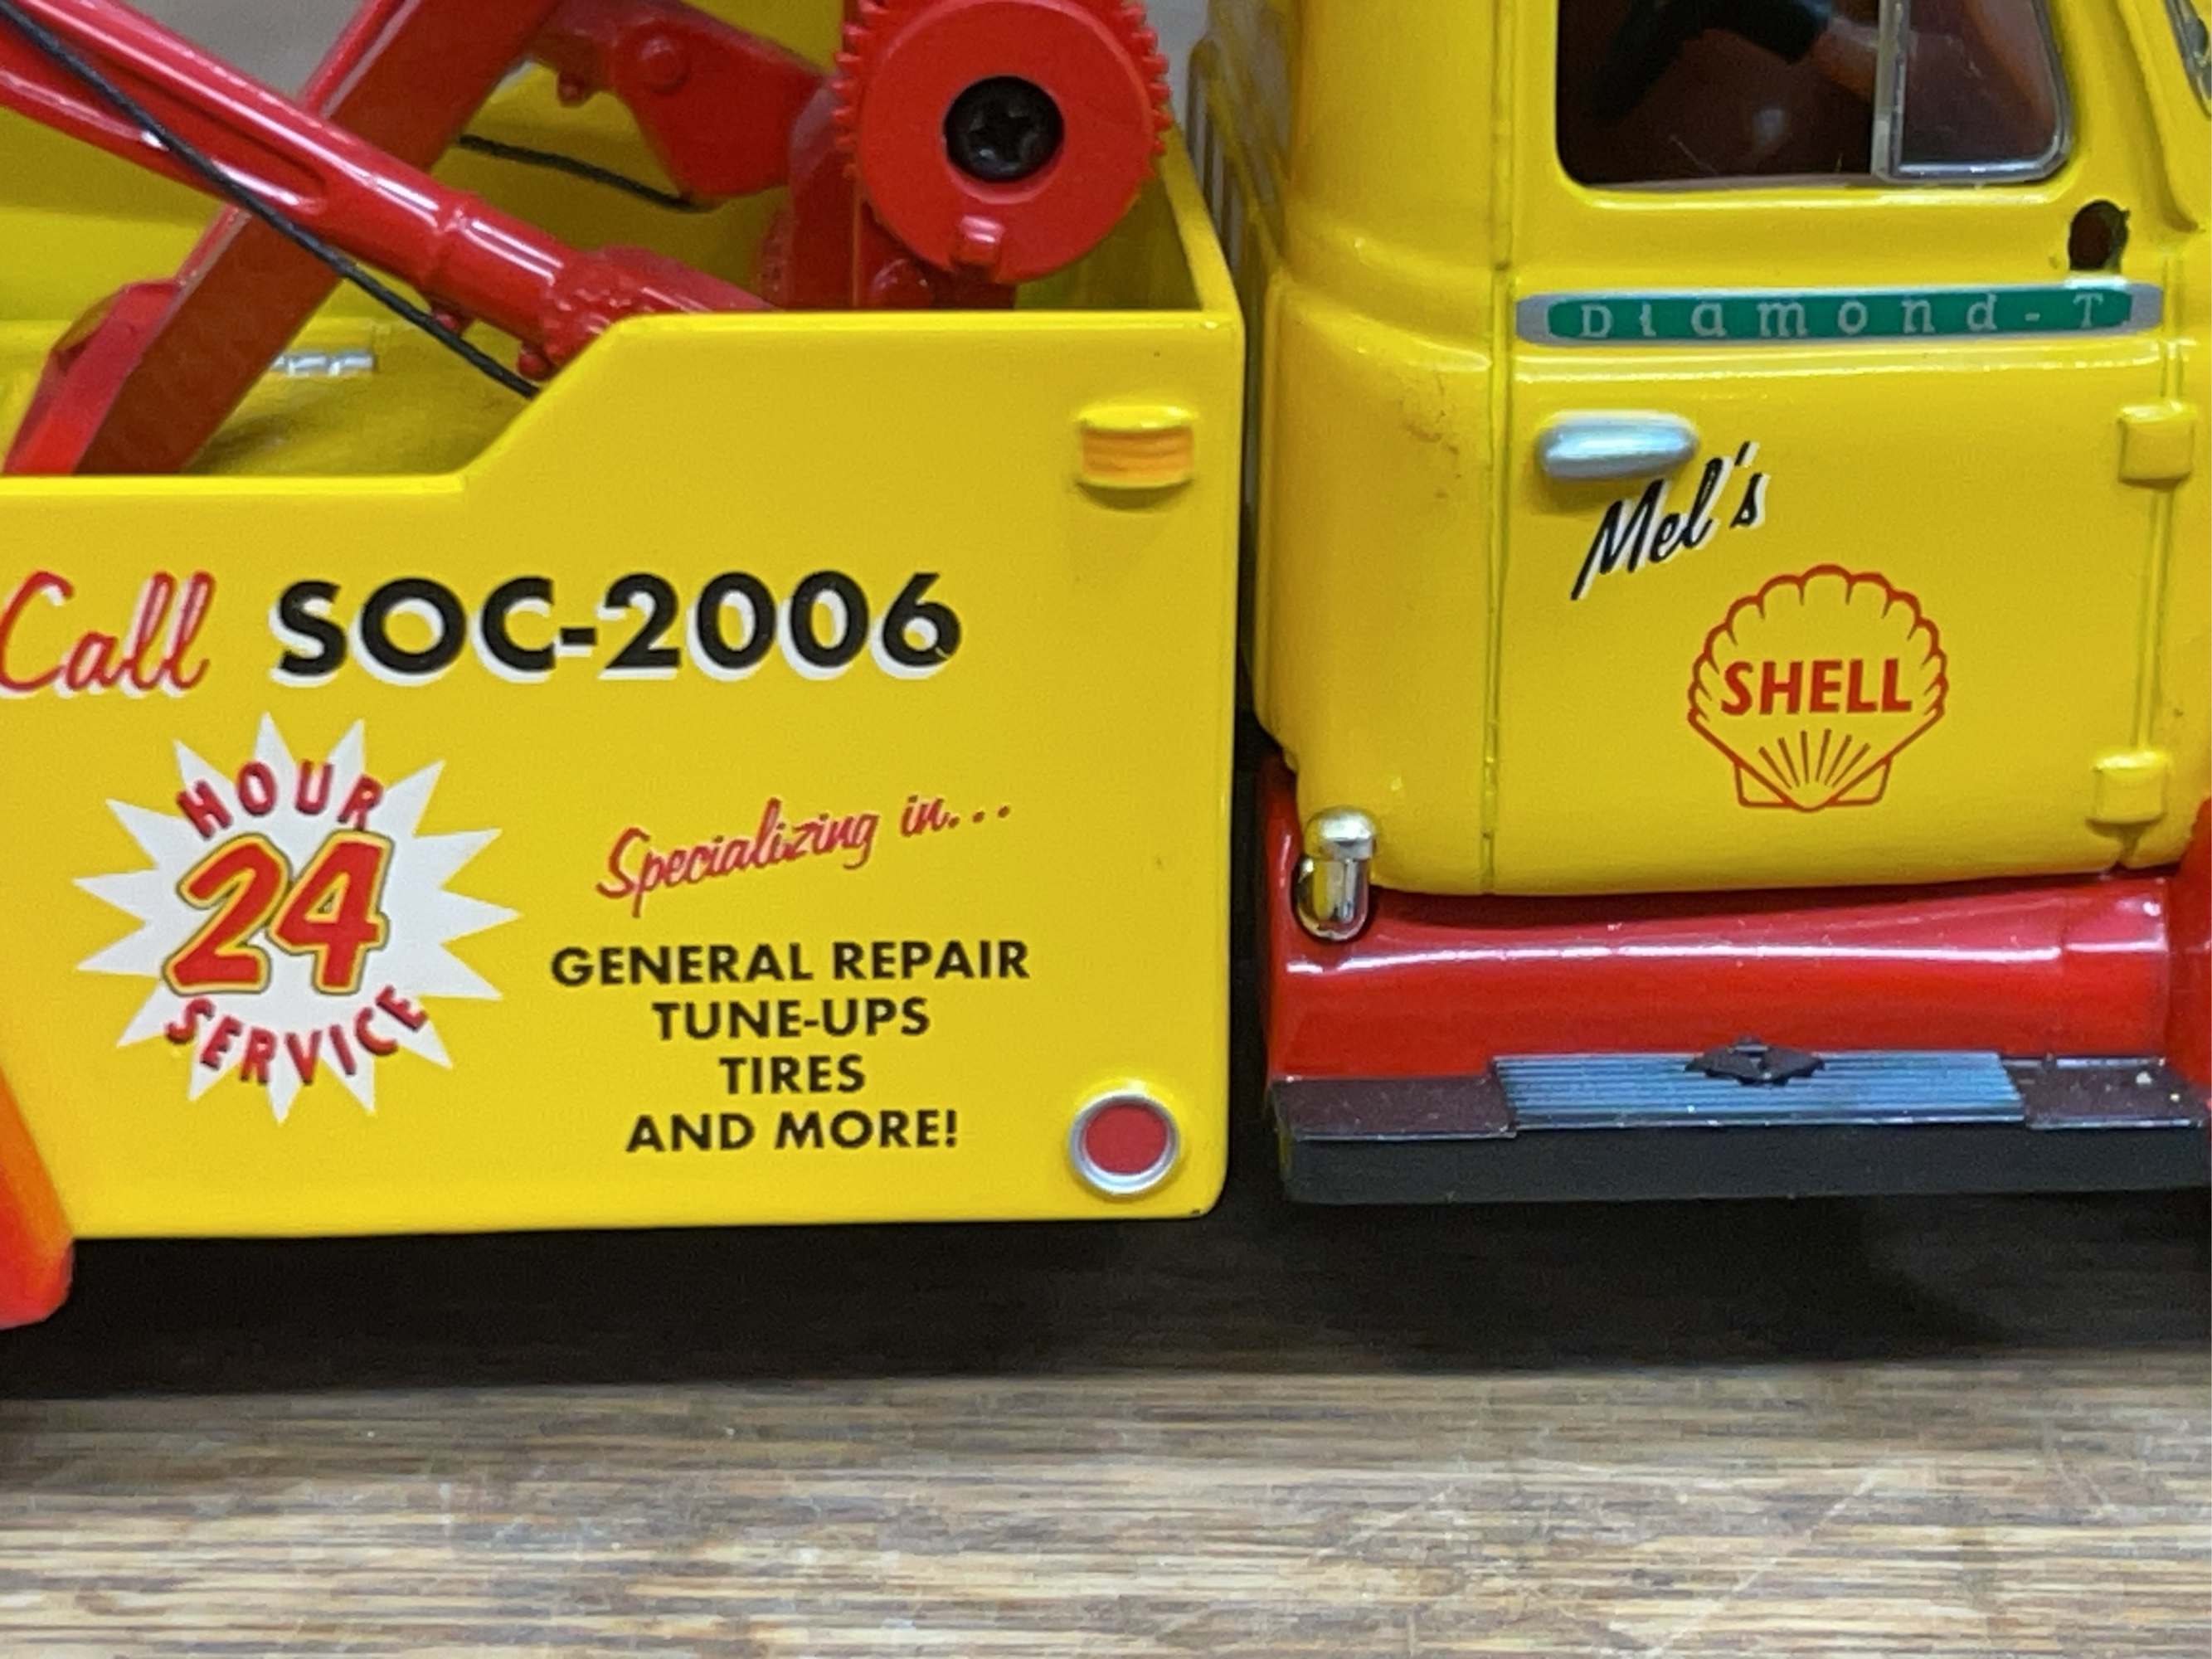 Call SOC-2006
HOUR
24
SERVICE
Specializing in...
GENERAL REPAIR
TUNE-UPS
TIRES
AND MORE!
Diamond-T
Mel's
SHELL